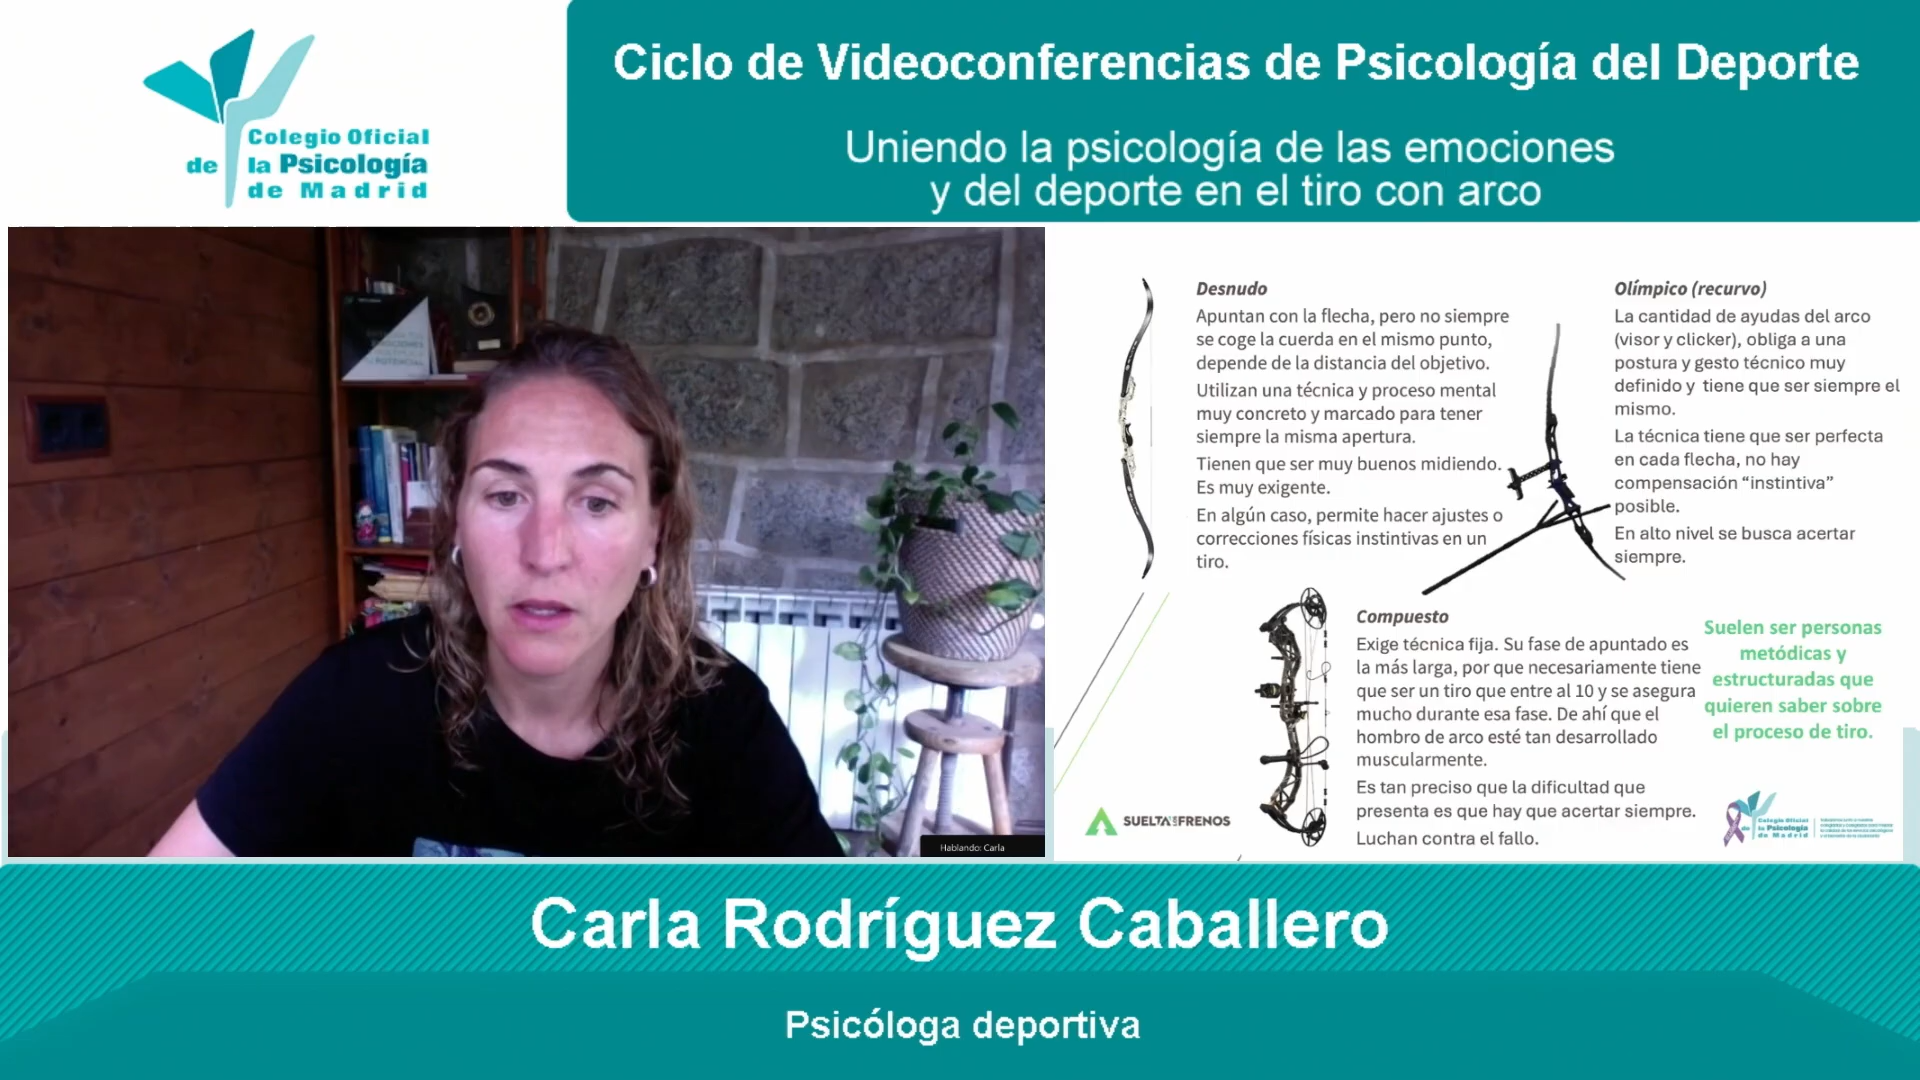 Colegio Oficial
de la Psicología
de Madrid
Ciclo de Videoconferencias de Psicología del Deporte
Uniendo la psicología de las emociones
y del deporte en el tiro con arco
Hablando: Carla
Desnudo
Apuntan con la flecha, pero no siempre
se coge la cuerda en el mismo punto,
depende de la distancia del objetivo.
Utilizan una técnica y proceso mental
muy concreto y marcado para tener
siempre la misma apertura.
Tienen que ser muy buenos midiendo.
Es muy exigente.
En algún caso, permite hacer ajustes o
correcciones físicas instintivas en un
tiro.
Olímpico (recurvo)
La cantidad de ayudas del arco
(visor y clicker), obliga a una
postura y gesto técnico muy
definido y tiene que ser siempre el
mismo.
La técnica tiene que ser perfecta
en cada flecha, no hay
compensación “instintiva”
posible.
En alto nivel se busca acertar
siempre.
Compuesto
Exige técnica fija. Su fase de apuntado es
la más larga, por que necesariamente tiene
que ser un tiro que entre al 10 y se asegura
mucho durante esa fase. De ahí que el
hombro de arco esté tan desarrollado
muscularmente.
Es tan preciso que la dificultad que
presenta es que hay que acertar siempre.
Luchan contra el fallo.
Suelen ser personas
metódicas y
estructuradas que
quieren saber sobre
el proceso de tiro.
SUELTA FRENOS
Colegio Oficial
de la Psicología
de Madrid
Carla Rodríguez Caballero
Psicóloga deportiva